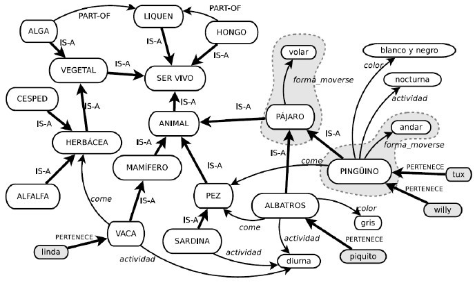 PART-OF
LIQUEN
PART-OF
ALGA
HONGO
IS-A
IS-A
IS-A
VEGETAL
IS-A
SER VIVO
volar
blanco y negro
color
nocturna
forma_moverse
actividad
CESPED
IS-A
IS-A
IS-A
IS-A
ANIMAL
PÁJARO
andar
IS-A
forma_moverse
HERBÁCEA
IS-A
MAMÍFERO
IS-A
IS-A
come
PINGÜINO
PERTENECE
tux
IS-A
ALFALFA
PEZ
ALBATROS
PERTENECE
willy
come
IS-A
come
color
gris
VACA
PERTENECE
linda
SARDINA
actividad
PERTENECE
actividad
actividad
diurna
piquito